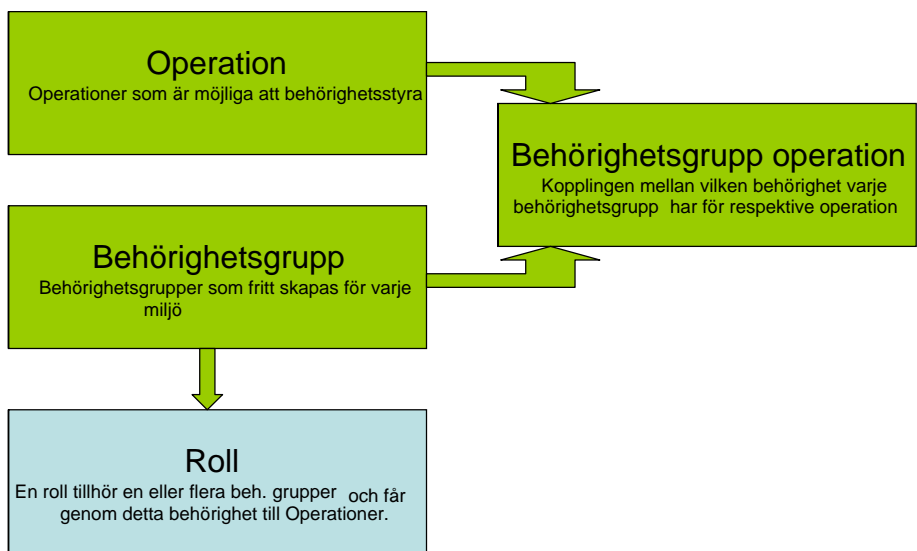 Operation
Operationer som är möjliga att behörighetsstyra
Behörighetsgrupp operation
Kopplingen mellan vilken behörighet varje
behörighetsgrupp har för respektive operation
Behörighetsgrupp
Behörighetsgrupper som fritt skapas för varje
miljö
Roll
En roll tillhör en eller flera beh. grupper och får
genom detta behörighet till Operationer.